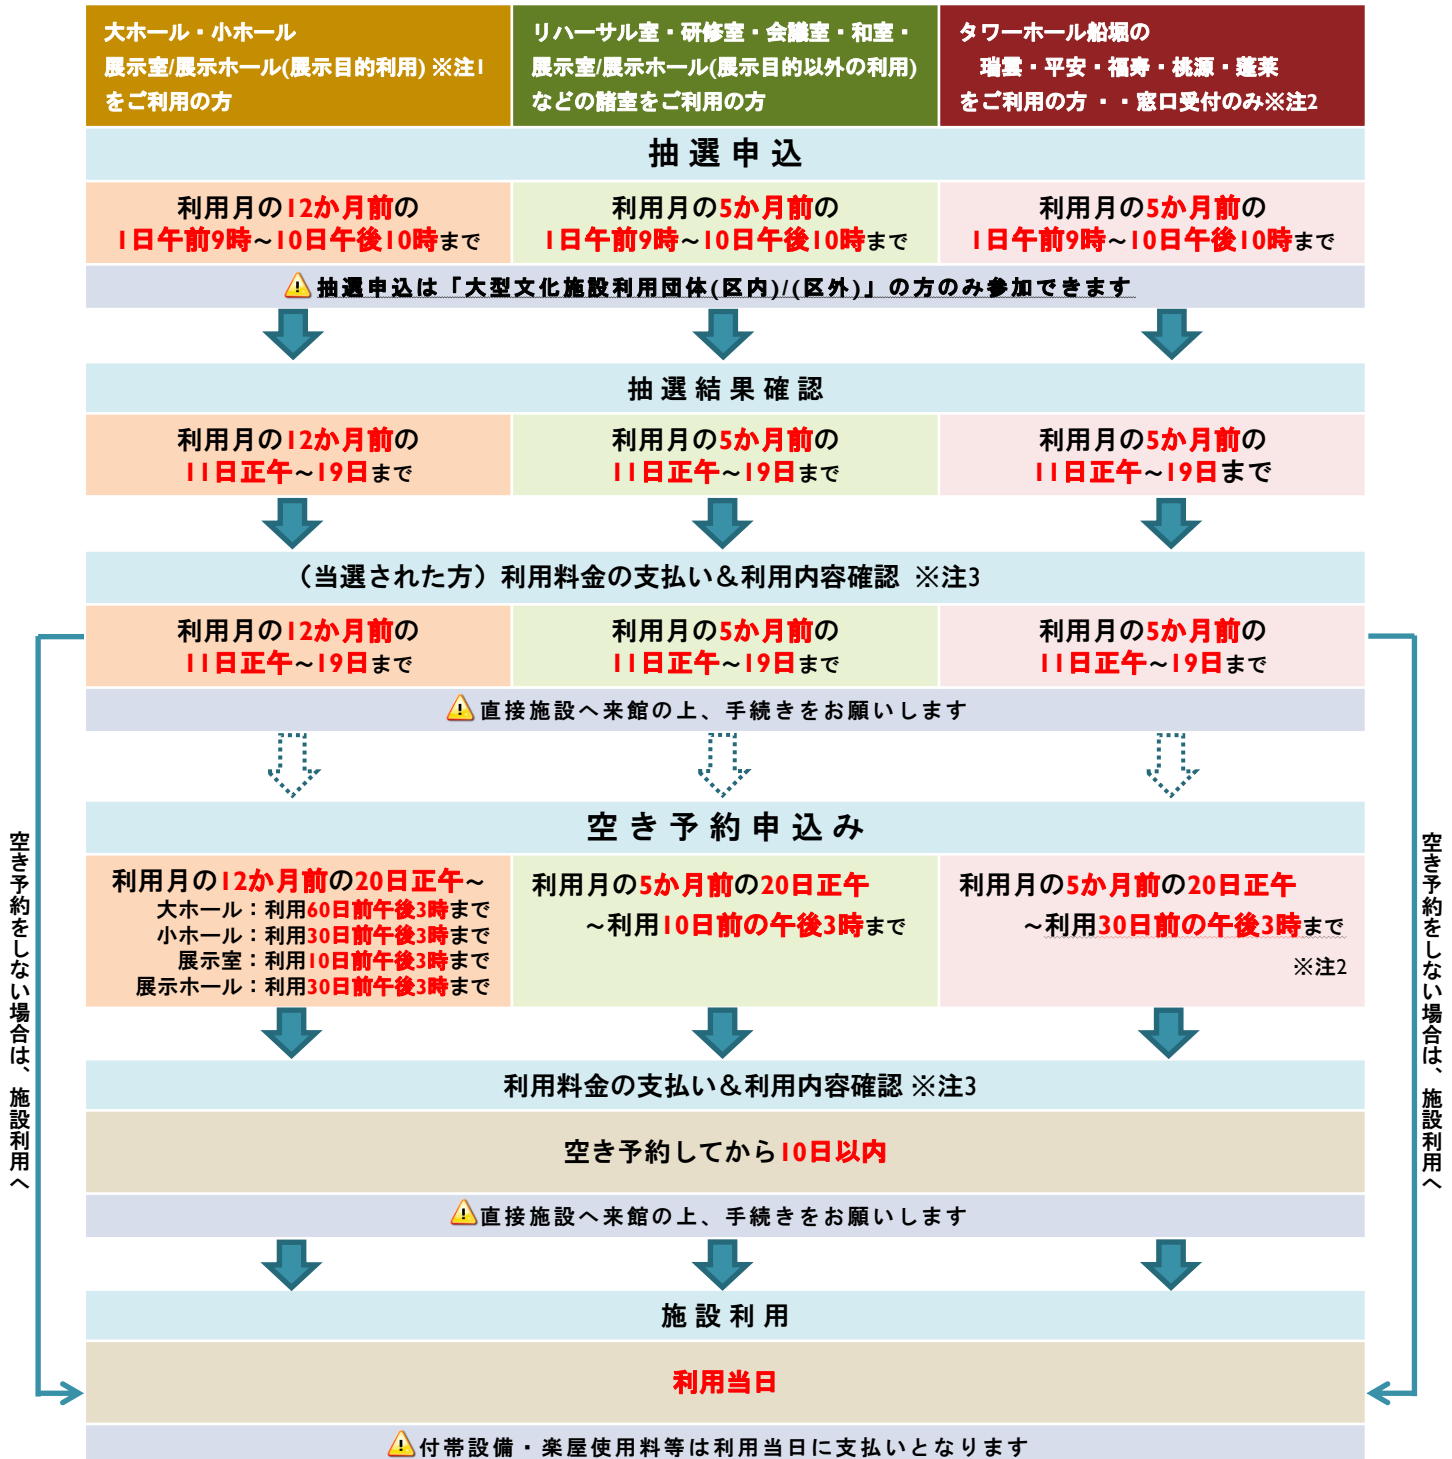 大ホール・小ホール
展示室/展示ホール(展示目的利用) ※注1
をご利用の方
リハーサル室・研修室・会議室・和室・
展示室/展示ホール(展示目的以外の利用)
などの諸室をご利用の方
タワーホール船堀の
瑞雲・平安・福寿・桃源・蓬莱
をご利用の方・・窓口受付のみ※注2
抽選申込
利用月の12か月前の
1日午前9時~10日午後10時まで
利用月の5か月前の
1日午前9時~10日午後10時まで
利用月の5か月前の
1日午前9時~10日午後10時まで
抽選申込は「大型文化施設利用団体(区内)/(区外)」の方のみ参加できます
抽選結果確認
利用月の12か月前の
11日正午~19日まで
利用月の5か月前の
11日正午~19日まで
利用月の5か月前の
11日正午~19日まで
(当選された方)利用料金の支払い&利用内容確認 ※注3
利用月の12か月前の
11日正午~19日まで
利用月の5か月前の
11日正午~19日まで
利用月の5か月前の
11日正午~19日まで
直接施設へ来館の上、手続きをお願いします
空き予約申込み
利用月の12か月前の20日正午~
大ホール:利用60日前午後3時まで
小ホール:利用30日前午後3時まで
展示室:利用10日前午後3時まで
展示ホール:利用30日前午後3時まで
利用月の5か月前の20日正午
~利用10日前の午後3時まで
利用月の5か月前の20日正午
~利用30日前の午後3時まで
※注2
利用料金の支払い&利用内容確認 ※注3
空き予約してから10日以内
直接施設へ来館の上、手続きをお願いします
施設利用
利用当日
付帯設備・楽屋使用料等は利用当日に支払いとなります
空き予約をしない場合は、施設利用へ
空き予約をしない場合は、施設利用へ